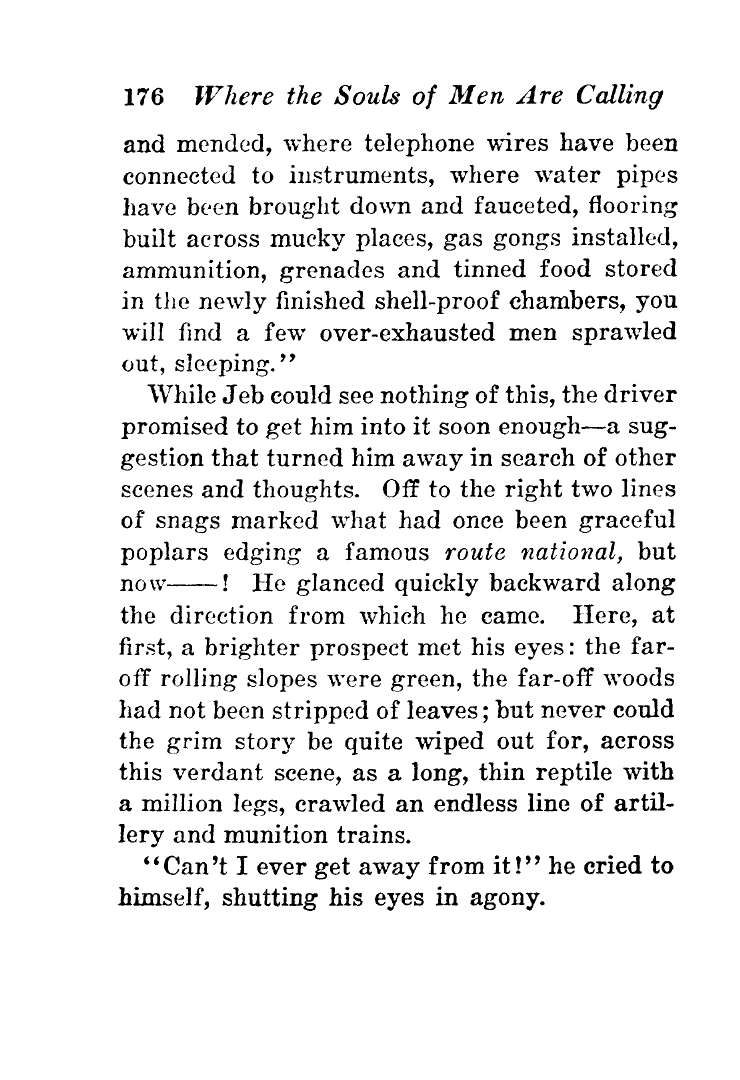 176 Where the Souls of Men Are Calling
and mended, where telephone wires have been
connected to instruments, where water pipes
have been brought down and fauceted, flooring
built across mucky places, gas gongs installed,
ammunition, grenades and tinned food stored
in the newly finished shell-proof chambers, you
will find a few over-exhausted men sprawled
out, sleeping.”
While Jeb could see nothing of this, the driver
promised to get him into it soon enough—a sug-
gestion that turned him away in search of other
scenes and thoughts. Off to the right two lines
of snags marked what had once been graceful
poplars edging a famous route national, but
now——! He glanced quickly backward along
the direction from which he came. Here, at
first, a brighter prospect met his eyes: the far-
off rolling slopes were green, the far-off woods
had not been stripped of leaves; but never could
the grim story be quite wiped out for, across
this verdant scene, as a long, thin reptile with
a million legs, crawled an endless line of artil-
lery and munition trains.
“Can’t I ever get away from it!” he cried to
himself, shutting his eyes in agony.